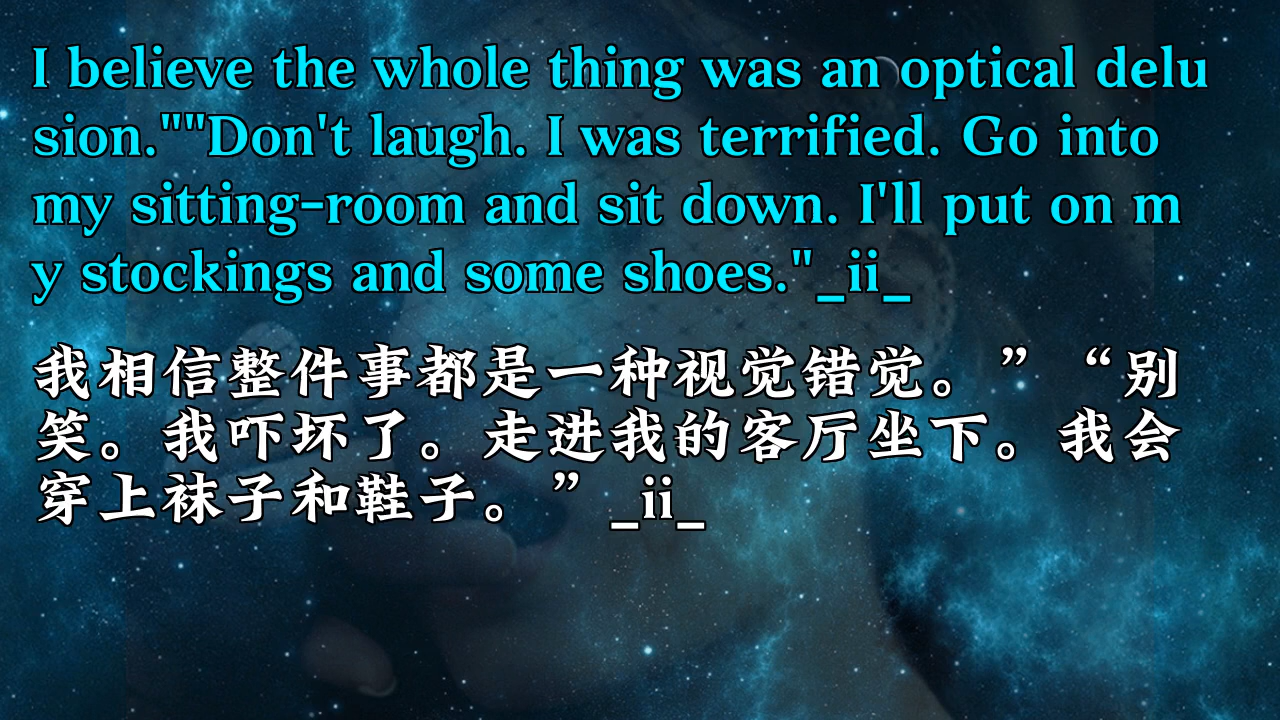 I believe the whole thing was an optical delu
sion.""Don't laugh. I was terrified. Go into
my sitting-room and sit down. I'll put on m
y stockings and some shoes."_ii_
我相信整件事都是一种视觉错觉。”“别
笑。我吓坏了。走进我的客厅坐下。我会
穿上袜子和鞋子。” _ii_